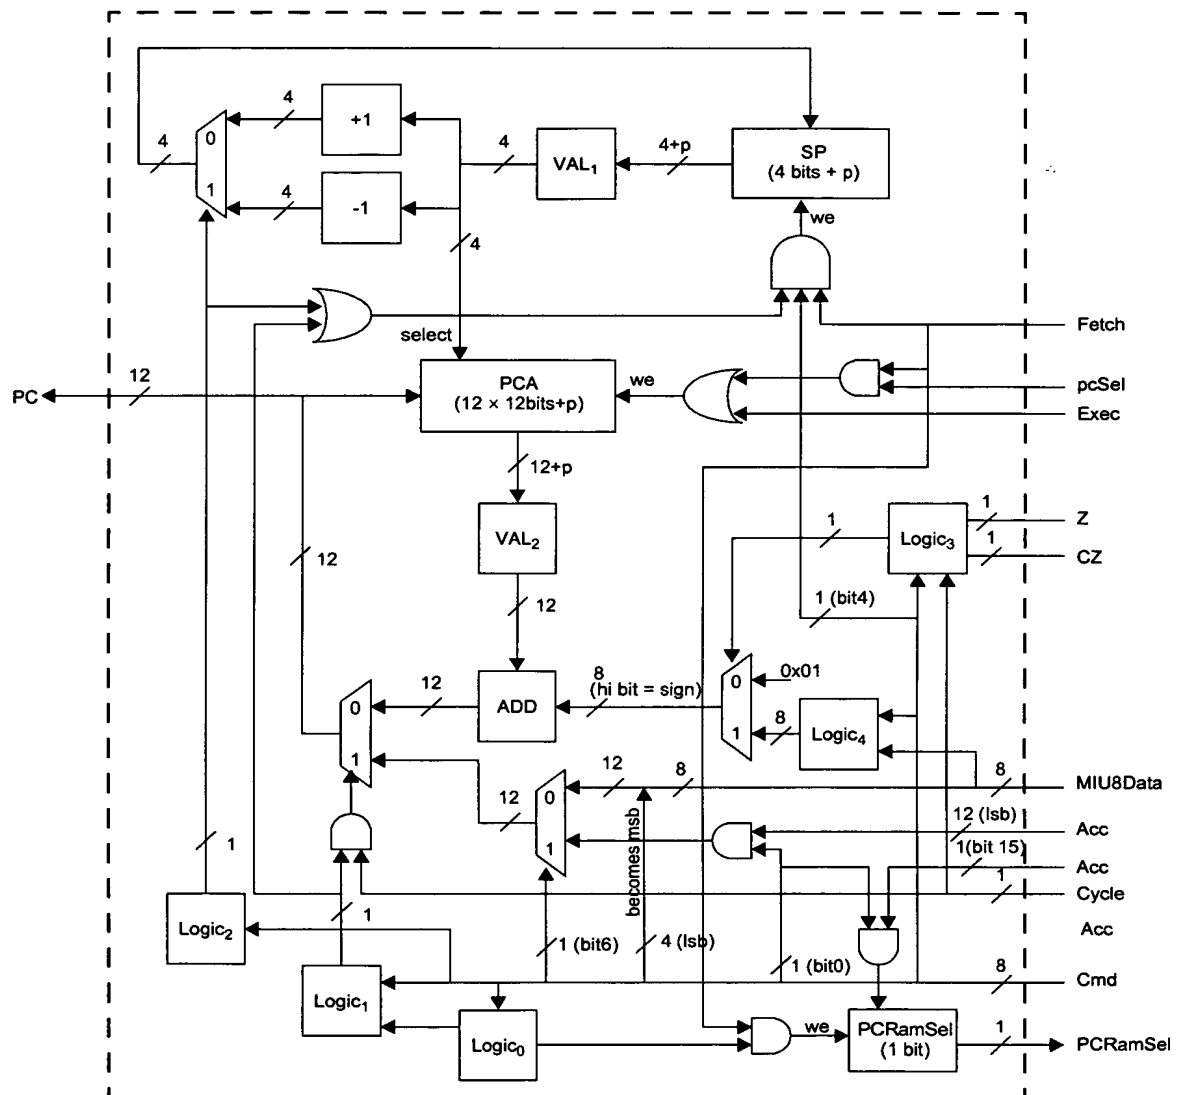 4
+1
0
4
4
VAL₁
4+p
SP
(4 bits + p)
1
4
-1
we
4
select
Fetch
PC
12
PCA
(12 × 12bits+p)
we
pcSel
Exec
12+p
VAL₂
1
Logic₃
1
Z
1
CZ
12
12
1 (bit4)
0
0x01
8
(hi bit = sign)
12
ADD
0
1
8
Logic₄
1
12
0
12
8
8
MIU8Data
1
becomes msb
12 (lsb)
Acc
1
1(bit 15)
Acc
1
Cycle
Logic₂
1
Acc
1 (bit6)
4 (lsb)
1 (bit0)
8
Cmd
Logic₁
Logic₀
we
PCRamSel
(1 bit)
1
PCRamSel